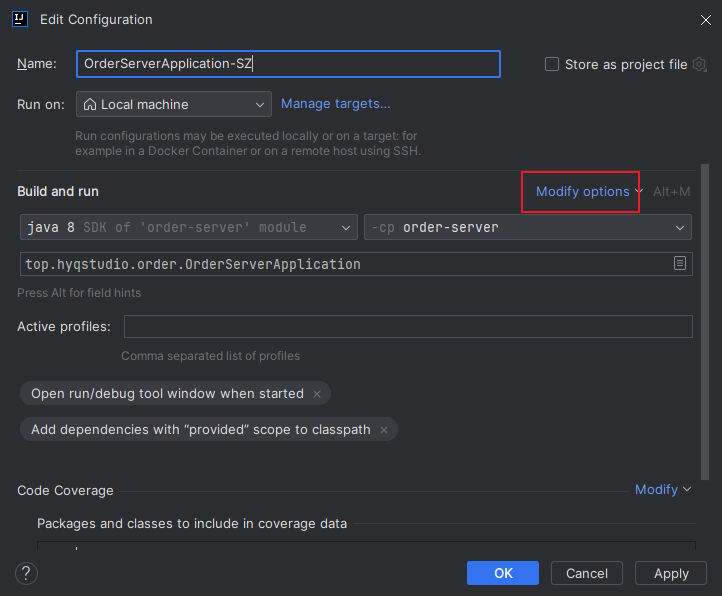 Edit Configuration
Name: OrderServerApplication-SZ Store as project file
Run on: Local machine Manage targets...
Run configurations may be executed locally or on a target: for
example in a Docker Container or on a remote host using SSH.
Build and run Modify options Alt+M
java 8 SDK of 'order-server' module -cp order-server
top.hyqstudio.order.OrderServerApplication
Press Alt for field hints
Active profiles:
Comma separated list of profiles
Open run/debug tool window when started
Add dependencies with “provided” scope to classpath
Code Coverage Modify
Packages and classes to include in coverage data
? OK Cancel Apply